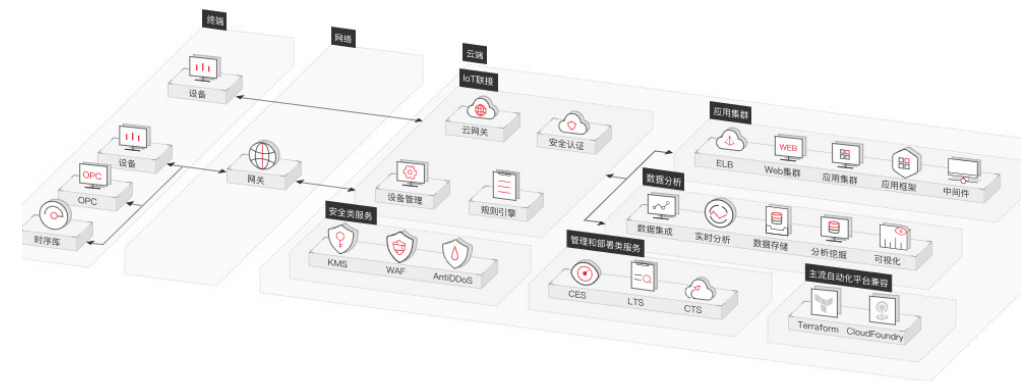 终端
设备
设备
OPC
OPC
时序库
网络
网关
云端
IoT联接
云网关
安全认证
设备管理
规则引擎
安全类服务
KMS
WAF
AntiDDoS
应用集群
ELB
WEB
Web集群
应用集群
应用框架
中间件
数据分析
数据集成
实时分析
数据存储
分析挖掘
可视化
管理和部署类服务
CES
LTS
CTS
主流自动化平台兼容
Terraform
CloudFoundry